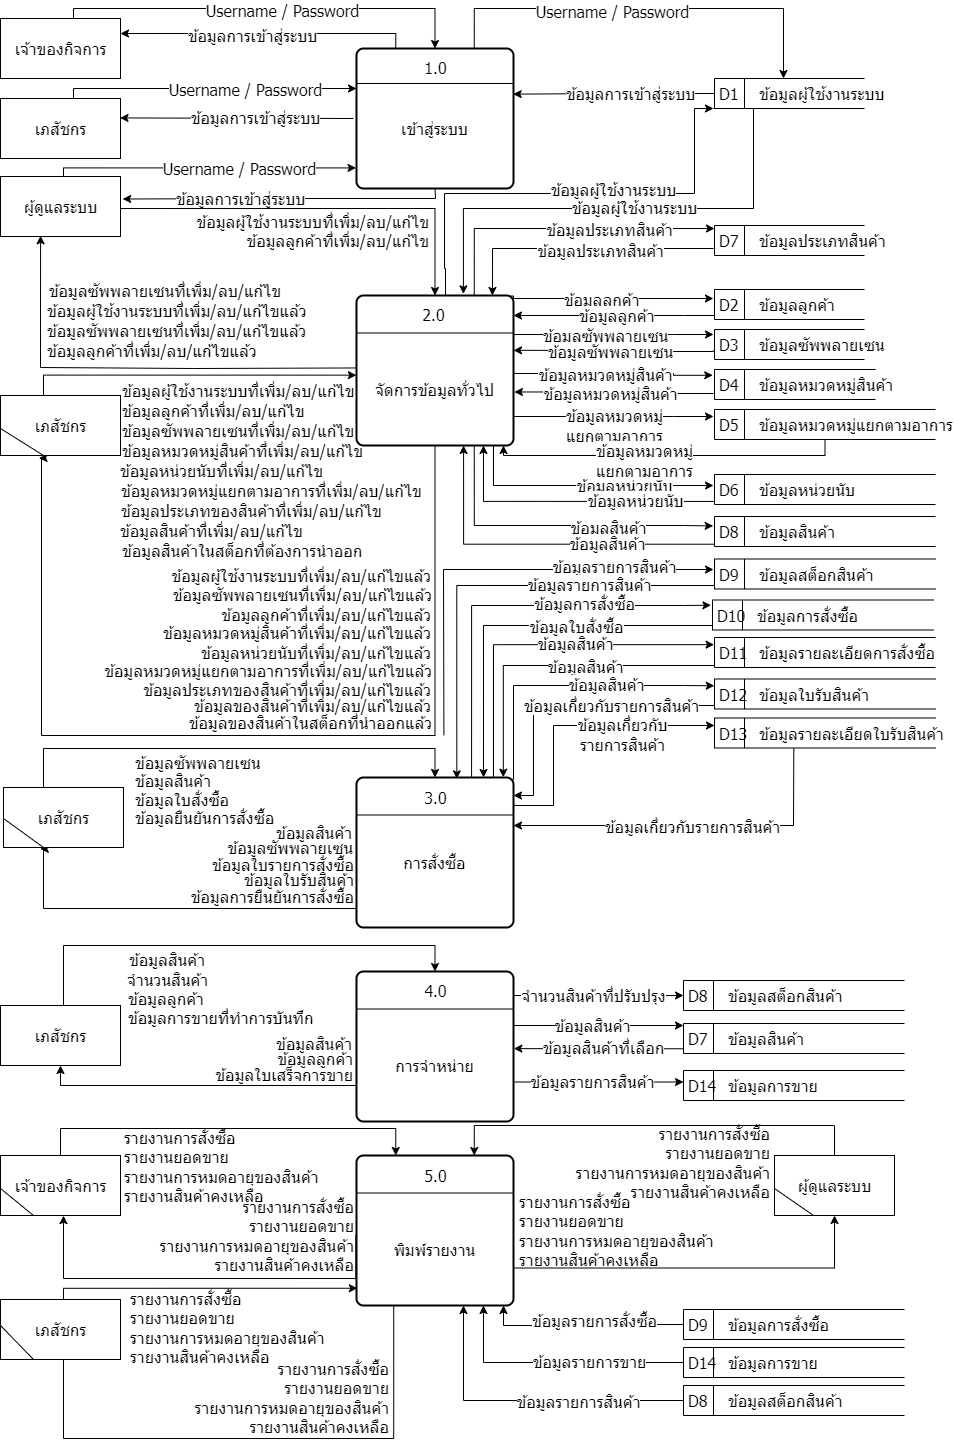 Username / Password
Username / Password
เจ้าของกิจการ
ข้อมูลการเข้าสู่ระบบ
1.0
เข้าสู่ระบบ
Username / Password
เภสัชกร
ข้อมูลการเข้าสู่ระบบ
ข้อมูลการเข้าสู่ระบบ
D1 ข้อมูลผู้ใช้งานระบบ
Username / Password
ผู้ดูแลระบบ
ข้อมูลการเข้าสู่ระบบ
ข้อมูลผู้ใช้งานระบบ
ข้อมูลผู้ใช้งานระบบ
ข้อมูลผู้ใช้งานระบบที่เพิ่ม/ลบ/แก้ไข
ข้อมูลลูกค้าที่เพิ่ม/ลบ/แก้ไข
ข้อมูลประเภทสินค้า
ข้อมูลประเภทสินค้า
D7 ข้อมูลประเภทสินค้า
ข้อมูลซัพพลายเซนที่เพิ่ม/ลบ/แก้ไข
ข้อมูลผู้ใช้งานระบบที่เพิ่ม/ลบ/แก้ไขแล้ว
ข้อมูลซัพพลายเซนที่เพิ่ม/ลบ/แก้ไขแล้ว
ข้อมูลลูกค้าที่เพิ่ม/ลบ/แก้ไขแล้ว
2.0
จัดการข้อมูลทั่วไป
ข้อมูลลูกค้า
ข้อมูลลูกค้า
D2 ข้อมูลลูกค้า
ข้อมูลซัพพลายเซน
ข้อมูลซัพพลายเซน
D3 ข้อมูลซัพพลายเซน
ข้อมูลหมวดหมู่สินค้า
ข้อมูลหมวดหมู่สินค้า
D4 ข้อมูลหมวดหมู่สินค้า
ข้อมูลหมวดหมู่
แยกตามอาการ
D5 ข้อมูลหมวดหมู่แยกตามอาการ
ข้อมูลหมวดหมู่
แยกตามอาการ
เภสัชกร
ข้อมูลผู้ใช้งานระบบที่เพิ่ม/ลบ/แก้ไข
ข้อมูลลูกค้าที่เพิ่ม/ลบ/แก้ไข
ข้อมูลซัพพลายเซนที่เพิ่ม/ลบ/แก้ไข
ข้อมูลหมวดหมู่สินค้าที่เพิ่ม/ลบ/แก้ไข
ข้อมูลหน่วยนับที่เพิ่ม/ลบ/แก้ไข
ข้อมูลหมวดหมู่แยกตามอาการที่เพิ่ม/ลบ/แก้ไข
ข้อมูลประเภทของสินค้าที่เพิ่ม/ลบ/แก้ไข
ข้อมูลสินค้าที่เพิ่ม/ลบ/แก้ไข
ข้อมูลสินค้าในสต็อกที่ต้องการนำออก
ข้อมูลหน่วยนับ
ข้อมูลหน่วยนับ
D6 ข้อมูลหน่วยนับ
ข้อมูลสินค้า
ข้อมูลสินค้า
D8 ข้อมูลสินค้า
ข้อมูลผู้ใช้งานระบบที่เพิ่ม/ลบ/แก้ไขแล้ว
ข้อมูลซัพพลายเซนที่เพิ่ม/ลบ/แก้ไขแล้ว
ข้อมูลลูกค้าที่เพิ่ม/ลบ/แก้ไขแล้ว
ข้อมูลหมวดหมู่สินค้าที่เพิ่ม/ลบ/แก้ไขแล้ว
ข้อมูลหน่วยนับที่เพิ่ม/ลบ/แก้ไขแล้ว
ข้อมูลหมวดหมู่แยกตามอาการที่เพิ่ม/ลบ/แก้ไขแล้ว
ข้อมูลประเภทของสินค้าที่เพิ่ม/ลบ/แก้ไขแล้ว
ข้อมูลของสินค้าที่เพิ่ม/ลบ/แก้ไขแล้ว
ข้อมูลของสินค้าในสต็อกที่นำออกแล้ว
ข้อมูลรายการสินค้า
ข้อมูลรายการสินค้า
D9 ข้อมูลสต็อกสินค้า
ข้อมูลการสั่งซื้อ
ข้อมูลใบสั่งซื้อ
D10 ข้อมูลการสั่งซื้อ
ข้อมูลสินค้า
ข้อมูลสินค้า
D11 ข้อมูลรายละเอียดการสั่งซื้อ
ข้อมูลสินค้า
ข้อมูลเกี่ยวกับรายการสินค้า
D12 ข้อมูลใบรับสินค้า
ข้อมูลเกี่ยวกับ
รายการสินค้า
D13 ข้อมูลรายละเอียดใบรับสินค้า
ข้อมูลเกี่ยวกับรายการสินค้า
เภสัชกร
ข้อมูลซัพพลายเซน
ข้อมูลสินค้า
ข้อมูลใบสั่งซื้อ
ข้อมูลยืนยันการสั่งซื้อ
3.0
การสั่งซื้อ
ข้อมูลสินค้า
ข้อมูลซัพพลายเซน
ข้อมูลใบรายการสั่งซื้อ
ข้อมูลใบรับสินค้า
ข้อมูลการยืนยันการสั่งซื้อ
เภสัชกร
ข้อมูลสินค้า
จำนวนสินค้า
ข้อมูลลูกค้า
ข้อมูลการขายที่ทำการบันทึก
ข้อมูลสินค้า
ข้อมูลลูกค้า
ข้อมูลใบเสร็จการขาย
4.0
การจำหน่าย
จำนวนสินค้าที่ปรับปรุง
D8 ข้อมูลสต็อกสินค้า
ข้อมูลสินค้า
ข้อมูลสินค้าที่เลือก
D7 ข้อมูลสินค้า
ข้อมูลรายการสินค้า
D14 ข้อมูลการขาย
เจ้าของกิจการ
รายงานการสั่งซื้อ
รายงานยอดขาย
รายงานการหมดอายุของสินค้า
รายงานสินค้าคงเหลือ
รายงานการสั่งซื้อ
รายงานยอดขาย
รายงานการหมดอายุของสินค้า
รายงานสินค้าคงเหลือ
5.0
พิมพ์รายงาน
รายงานการสั่งซื้อ
รายงานยอดขาย
รายงานการหมดอายุของสินค้า
รายงานสินค้าคงเหลือ
รายงานการสั่งซื้อ
รายงานยอดขาย
รายงานการหมดอายุของสินค้า
รายงานสินค้าคงเหลือ
ผู้ดูแลระบบ
เภสัชกร
รายงานการสั่งซื้อ
รายงานยอดขาย
รายงานการหมดอายุของสินค้า
รายงานสินค้าคงเหลือ
รายงานการสั่งซื้อ
รายงานยอดขาย
รายงานการหมดอายุของสินค้า
รายงานสินค้าคงเหลือ
ข้อมูลรายการสั่งซื้อ
D9 ข้อมูลการสั่งซื้อ
ข้อมูลรายการขาย
D14 ข้อมูลการขาย
ข้อมูลรายการสินค้า
D8 ข้อมูลสต็อกสินค้า